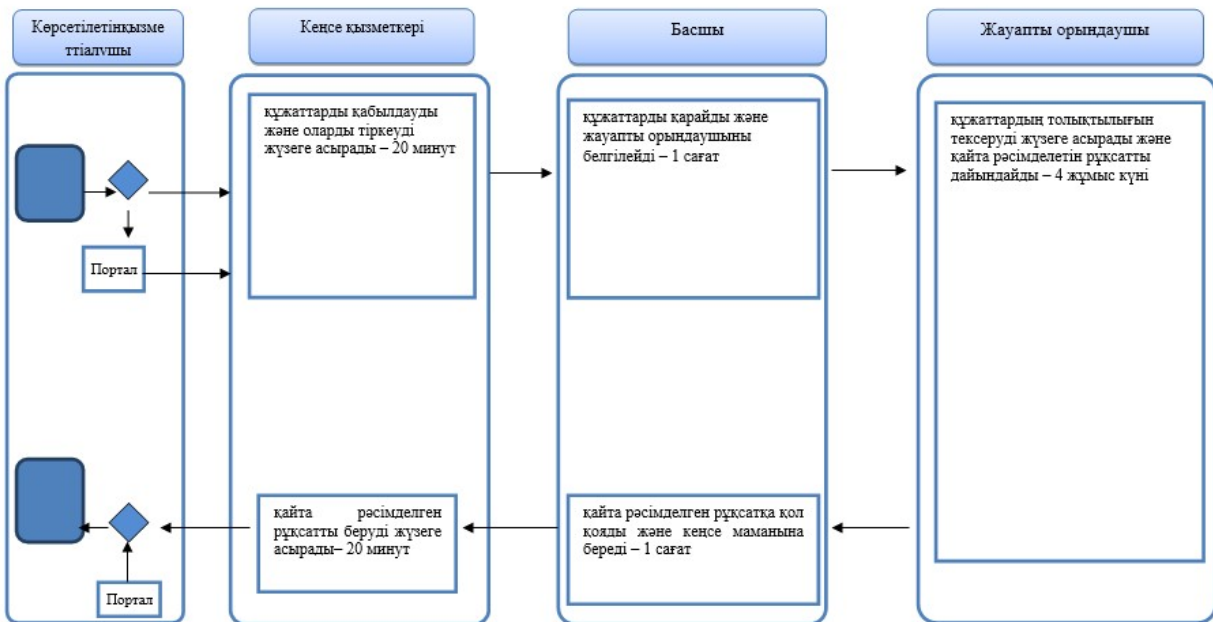 Көрсетілетінқызме
ттіалушы
Кеңсе қызметкері
Басшы
Жауапты орындаушы
құжаттарды қабылдауды
және оларды тіркеуді
жүзеге асырады – 20 минут
құжаттарды қарайды және
жауапты орындаушыны
белгілейді – 1 сағат
құжаттардың толықтылығын
тексеруді жүзеге асырады және
қайта рәсімделетін рұқсатты
дайындайды – 4 жұмыс күні
Портал
қайта рәсімделген
рұқсатты беруді жүзеге
асырады– 20 минут
қайта рәсімделген рұқсатқа қол
қояды және кеңсе маманына
береді – 1 сағат
Портал